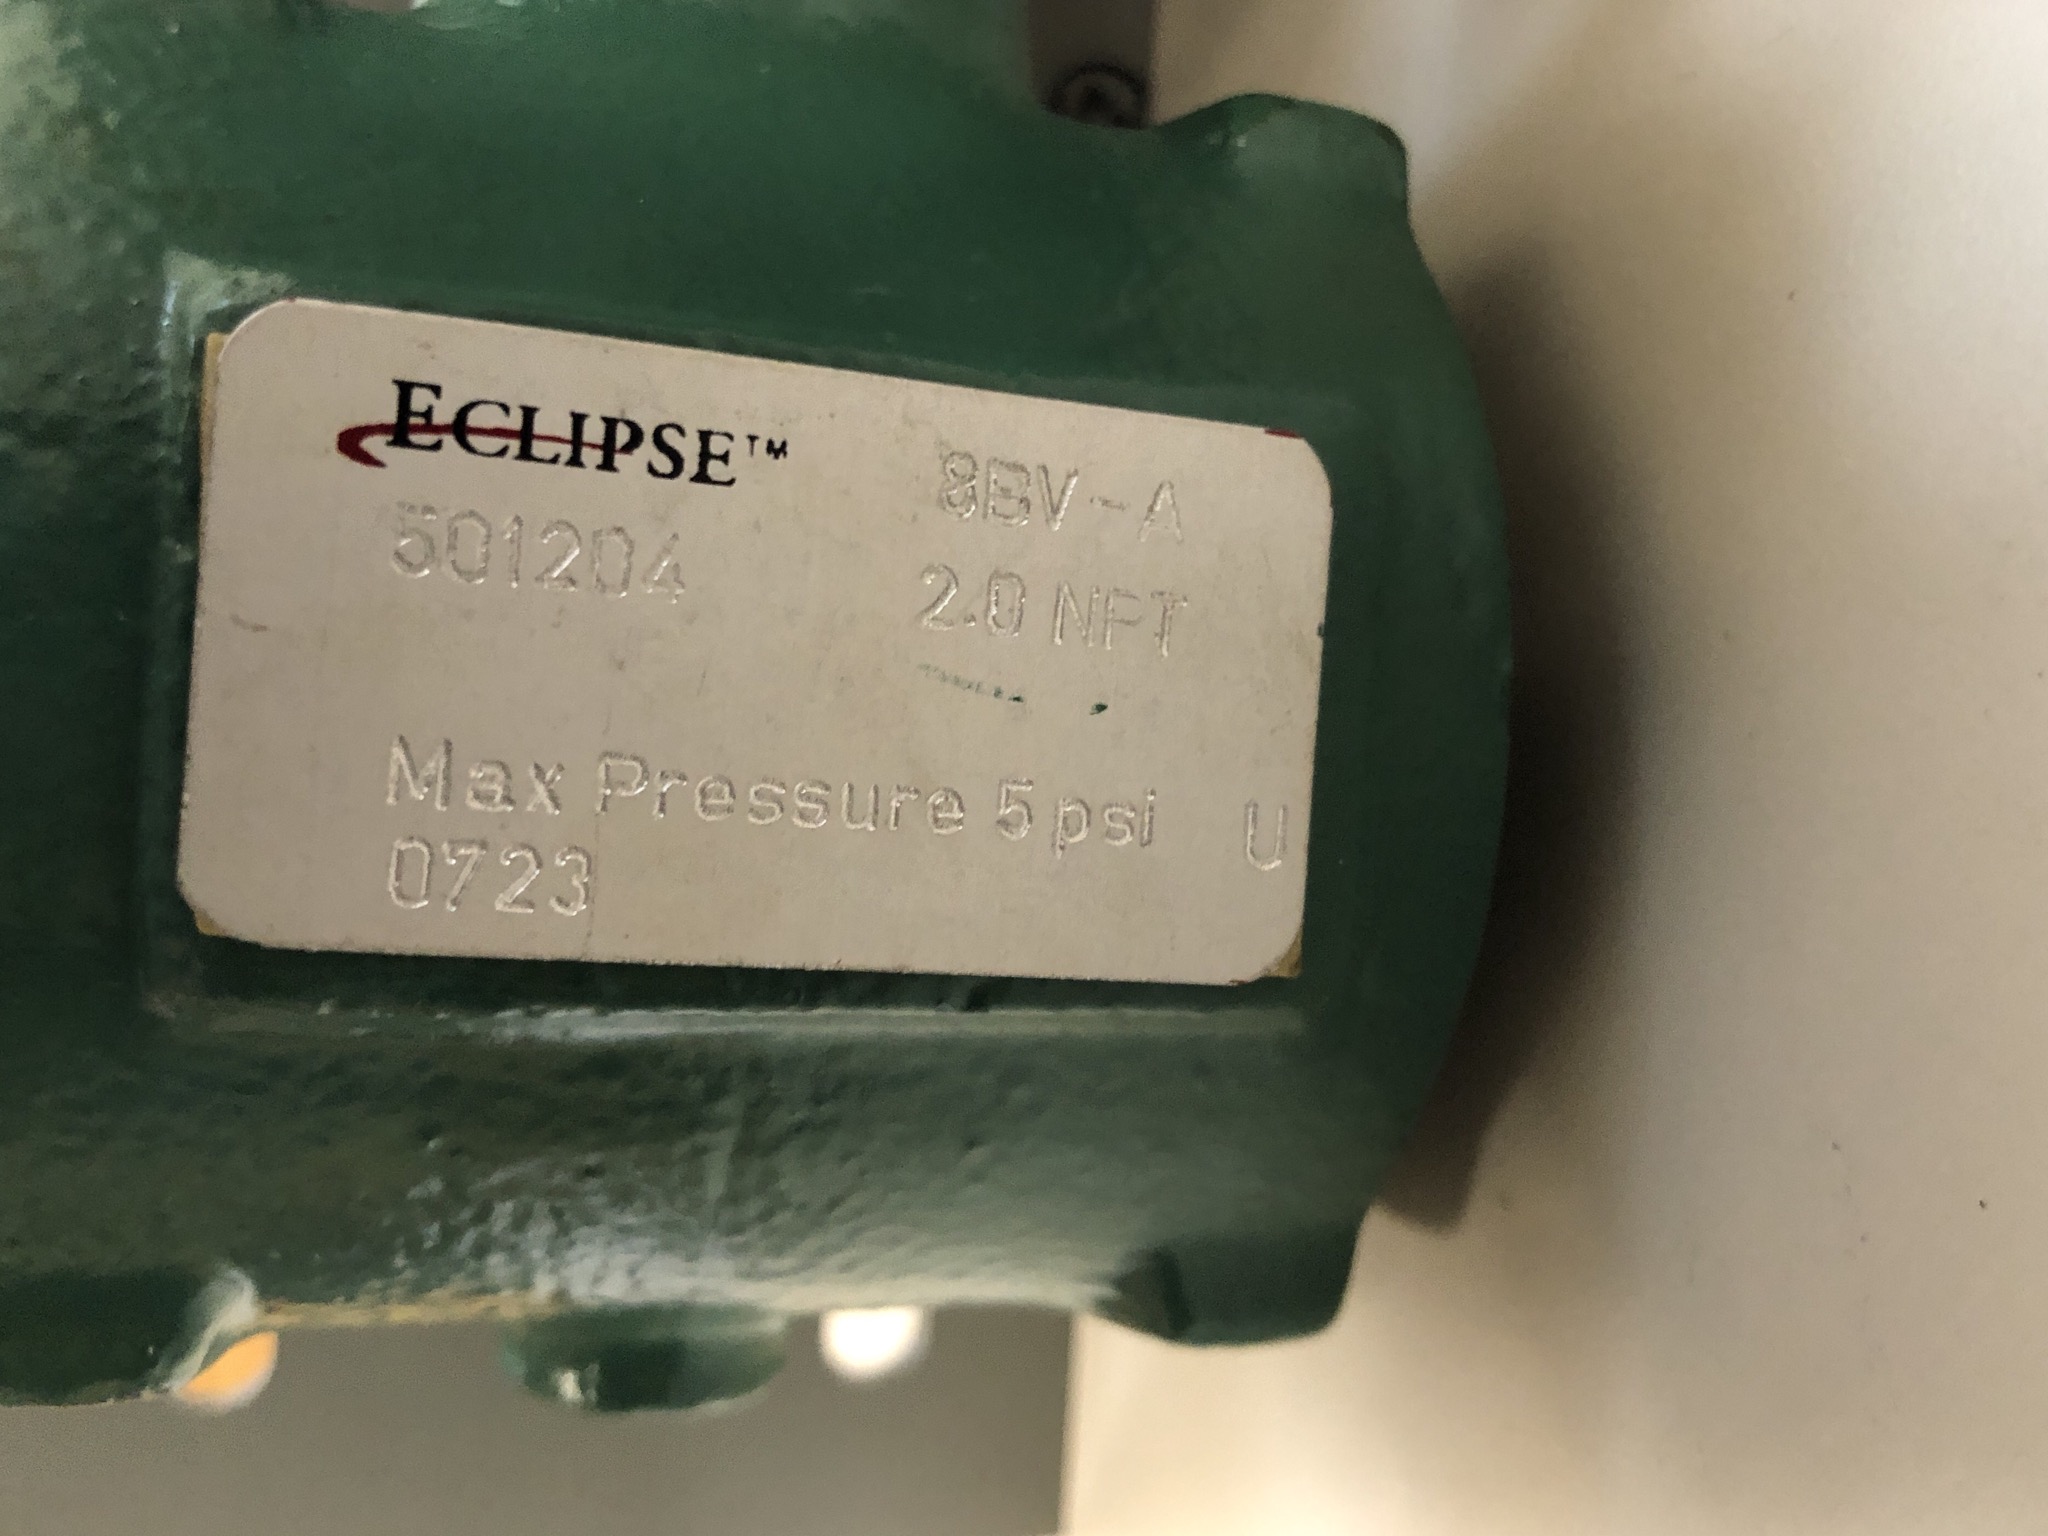 ECLIPSE™
8BV-A
501204
2.0 NPT
Max Pressure 5 psi U
0723